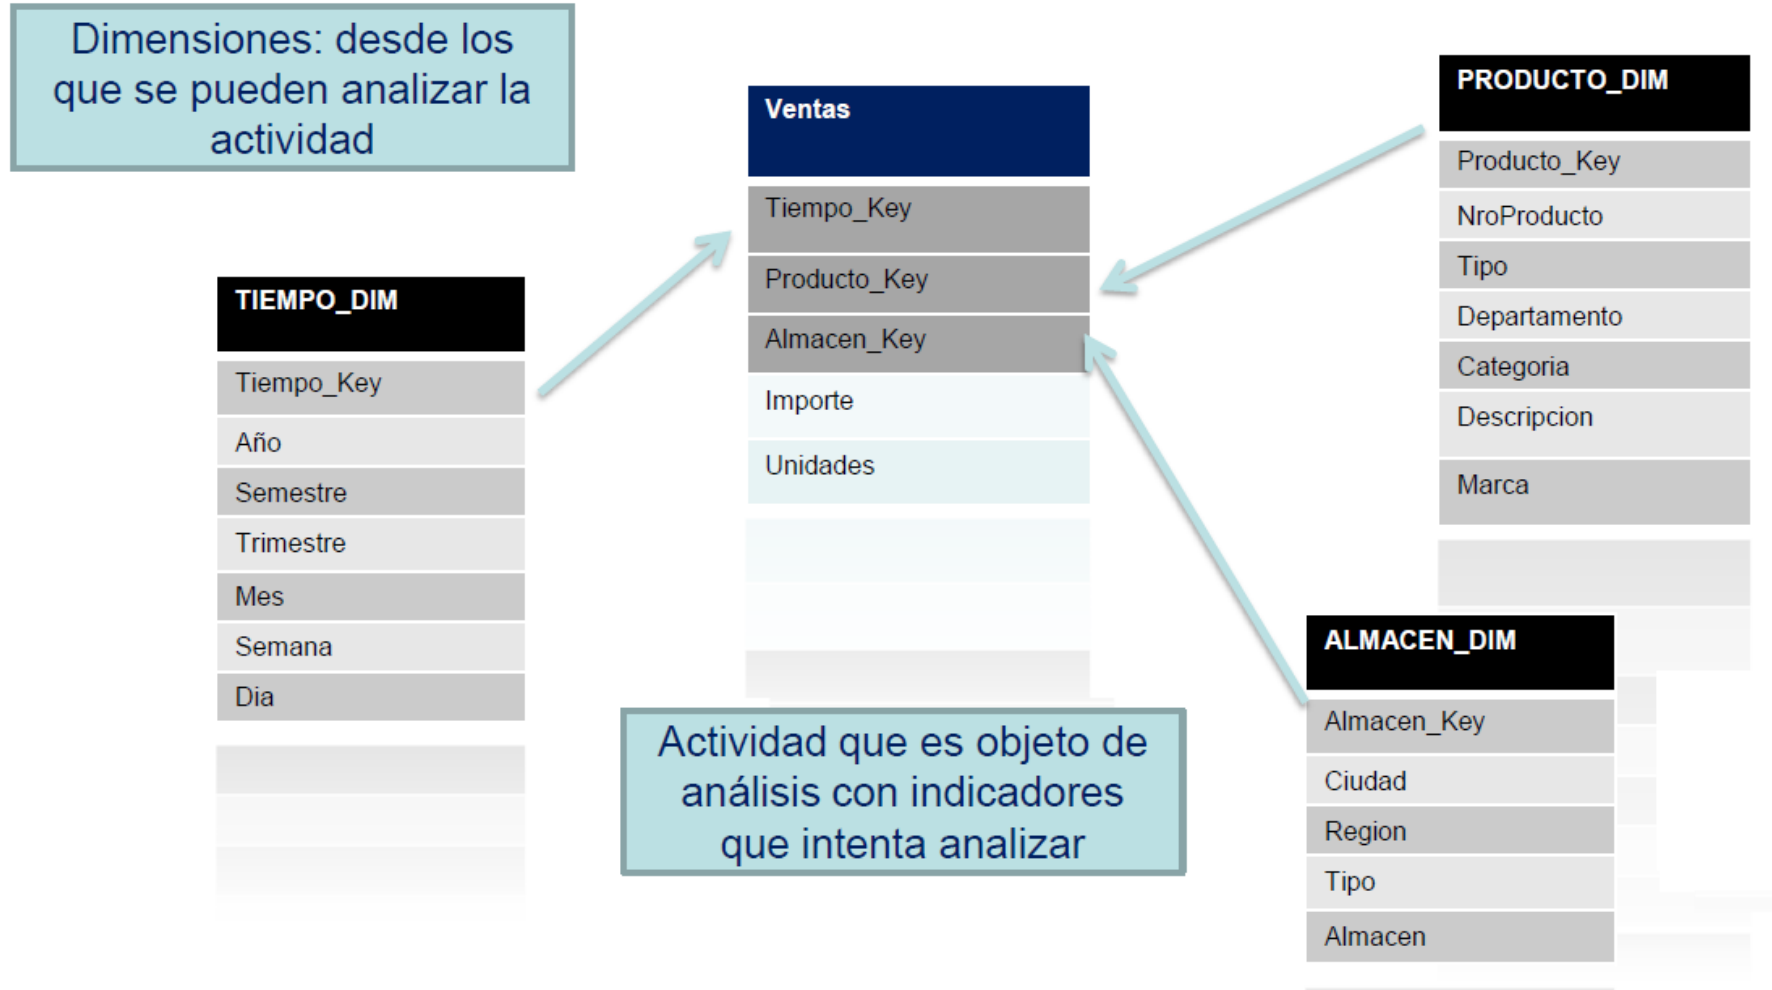 Dimensiones: desde los
que se pueden analizar la
actividad
TIEMPO_DIM
Tiempo_Key
Año
Semestre
Trimestre
Mes
Semana
Dia
Ventas
Tiempo_Key
Producto_Key
Almacen_Key
Importe
Unidades
Actividad que es objeto de
análisis con indicadores
que intenta analizar
PRODUCTO_DIM
Producto_Key
NroProducto
Tipo
Departamento
Categoria
Descripcion
Marca
ALMACEN_DIM
Almacen_Key
Ciudad
Region
Tipo
Almacen